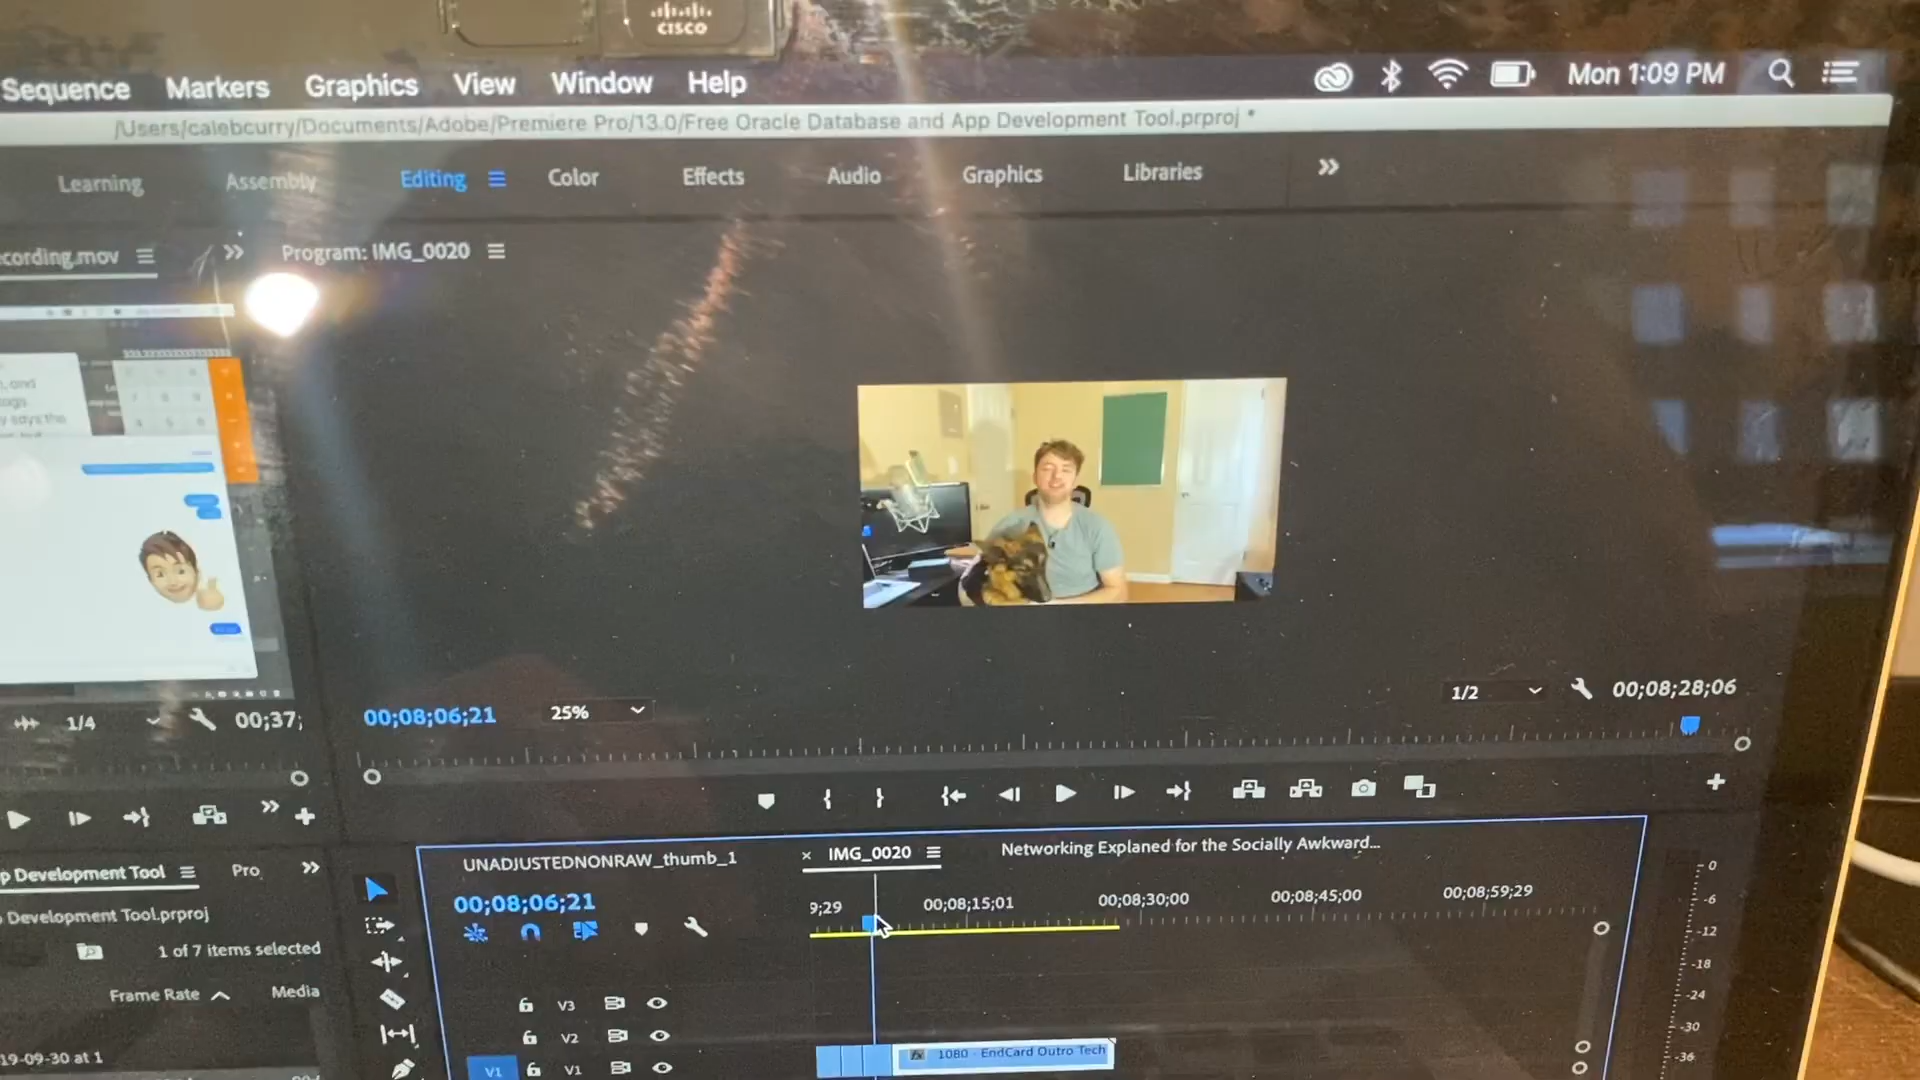 CISCO
Sequence Markers Graphics View Window Help Mon 1:09 PM
/Users/calebcurry/Documents/Adobe/Premiere Pro/13.0/Free Oracle Database and App Development Tool.prproj *
Learning Assembly Editing Color Effects Audio Graphics Libraries
cording.mov Program: IMG_0020
and
says the
1/2 00;08;28;06
1/4 00;37; 00;08;06;21 25%
UNADJUSTEDNONRAW_thumb_1 IMG_0020 Networking Explaned for the Socially Awkward...
p Development Tool Pro
00;08;06;21 9;29 00;08;15;01 00;08;30;00 00;08;45;00 00;08;59;29
Development Tool.prproj
1 of 7 items selected
Frame Rate Media
V3
V2
19-09-30 at 1
V1 V1 fx 1080 - EndCard Outro Tech
0
-6
-12
-18
-24
-30
-36